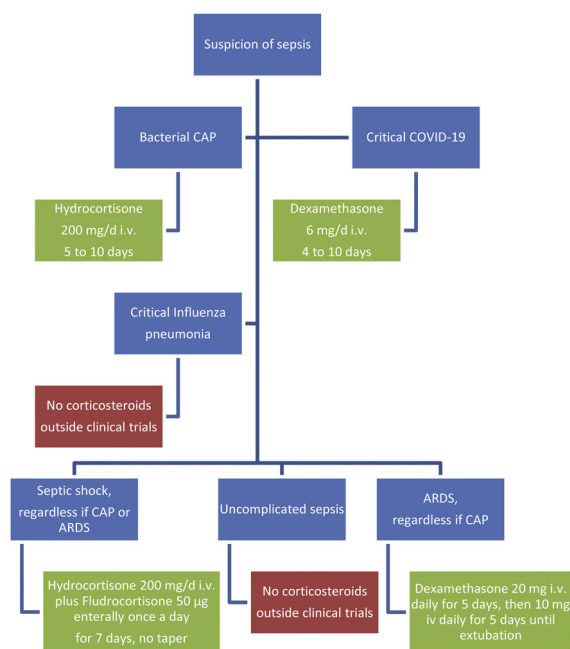 Suspicion of sepsis
Bacterial CAP
Critical COVID-19
Hydrocortisone
200 mg/d i.v.
5 to 10 days
Dexamethasone
6 mg/d i.v.
4 to 10 days
Critical Influenza
pneumonia
No corticosteroids
outside clinical trials
Septic shock,
regardless if CAP or
ARDS
Uncomplicated sepsis
ARDS,
regardless if CAP
Hydrocortisone 200 mg/d i.v.
plus Fludrocortisone 50 µg
enterally once a day
for 7 days, no taper
No corticosteroids
outside clinical trials
Dexamethasone 20 mg i.v.
daily for 5 days, then 10 mg
iv daily for 5 days until
extubation